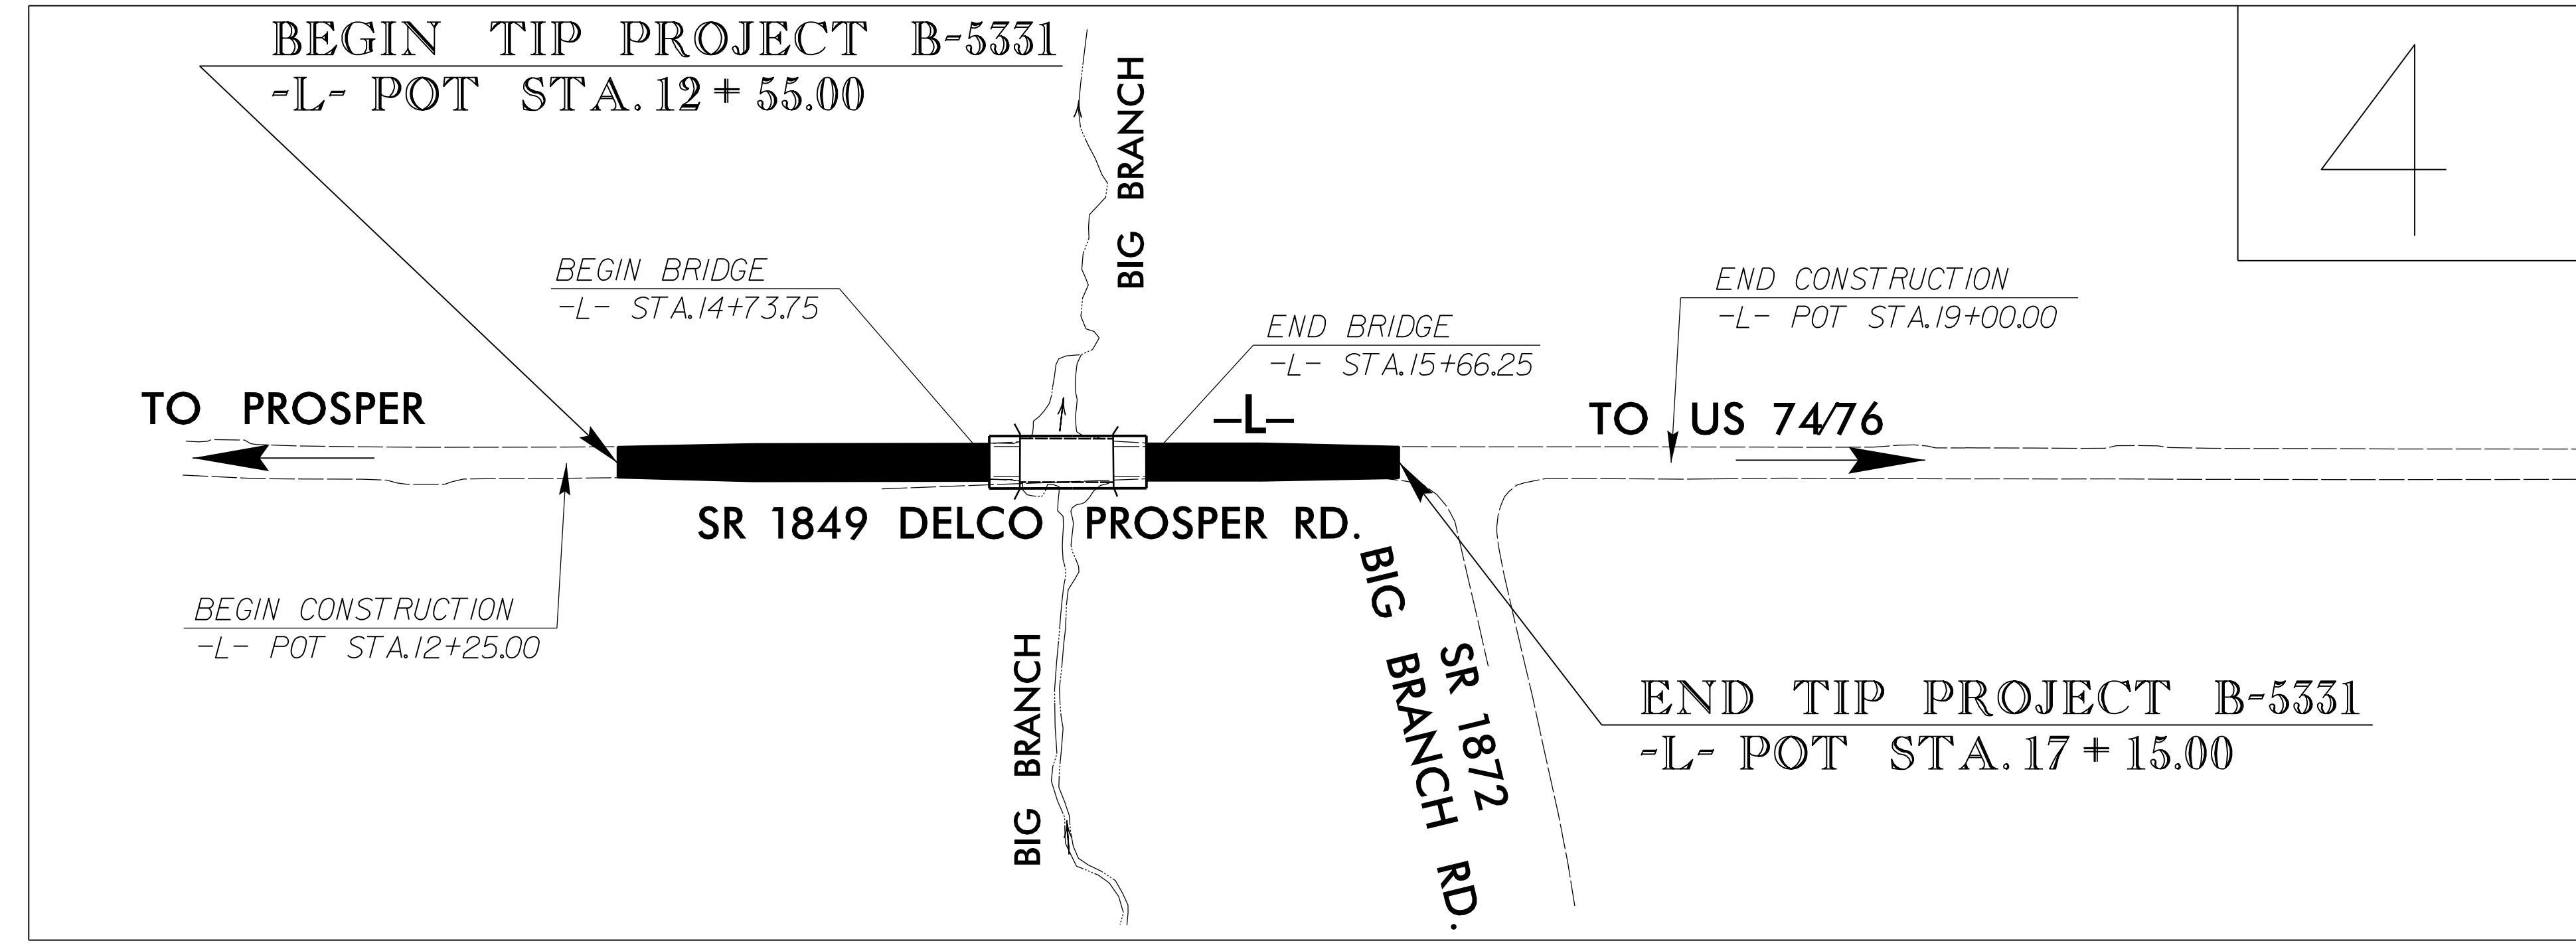 BEGIN TIP PROJECT B-5331
-L- POT STA. 12 + 55.00
4
BIG BRANCH
BEGIN BRIDGE
-L- STA.14+73.75
END BRIDGE
-L- STA.15+66.25
END CONSTRUCTION
-L- POT STA.19+00.00
TO PROSPER
-L-
TO US 74/76
SR 1849 DELCO PROSPER RD.
BEGIN CONSTRUCTION
-L- POT STA.12+25.00
BIG BRANCH
SR 1872
BIG BRANCH RD.
END TIP PROJECT B-5331
-L- POT STA. 17 + 15.00